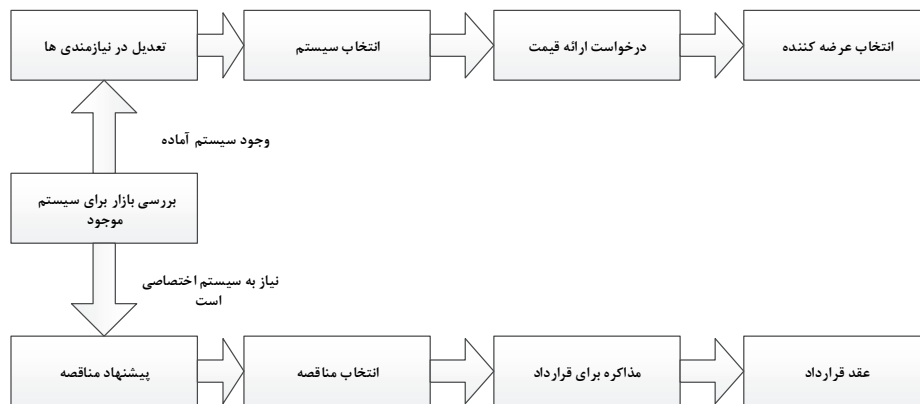 تعدیل در نیازمندی ها
انتخاب سیستم
درخواست ارائه قیمت
انتخاب عرضه کننده
وجود سیستم آماده
بررسی بازار برای سیستم
موجود
نیاز به سیستم اختصاصی
است
پیشنهاد مناقصه
انتخاب مناقصه
مذاکره برای قرارداد
عقد قرارداد